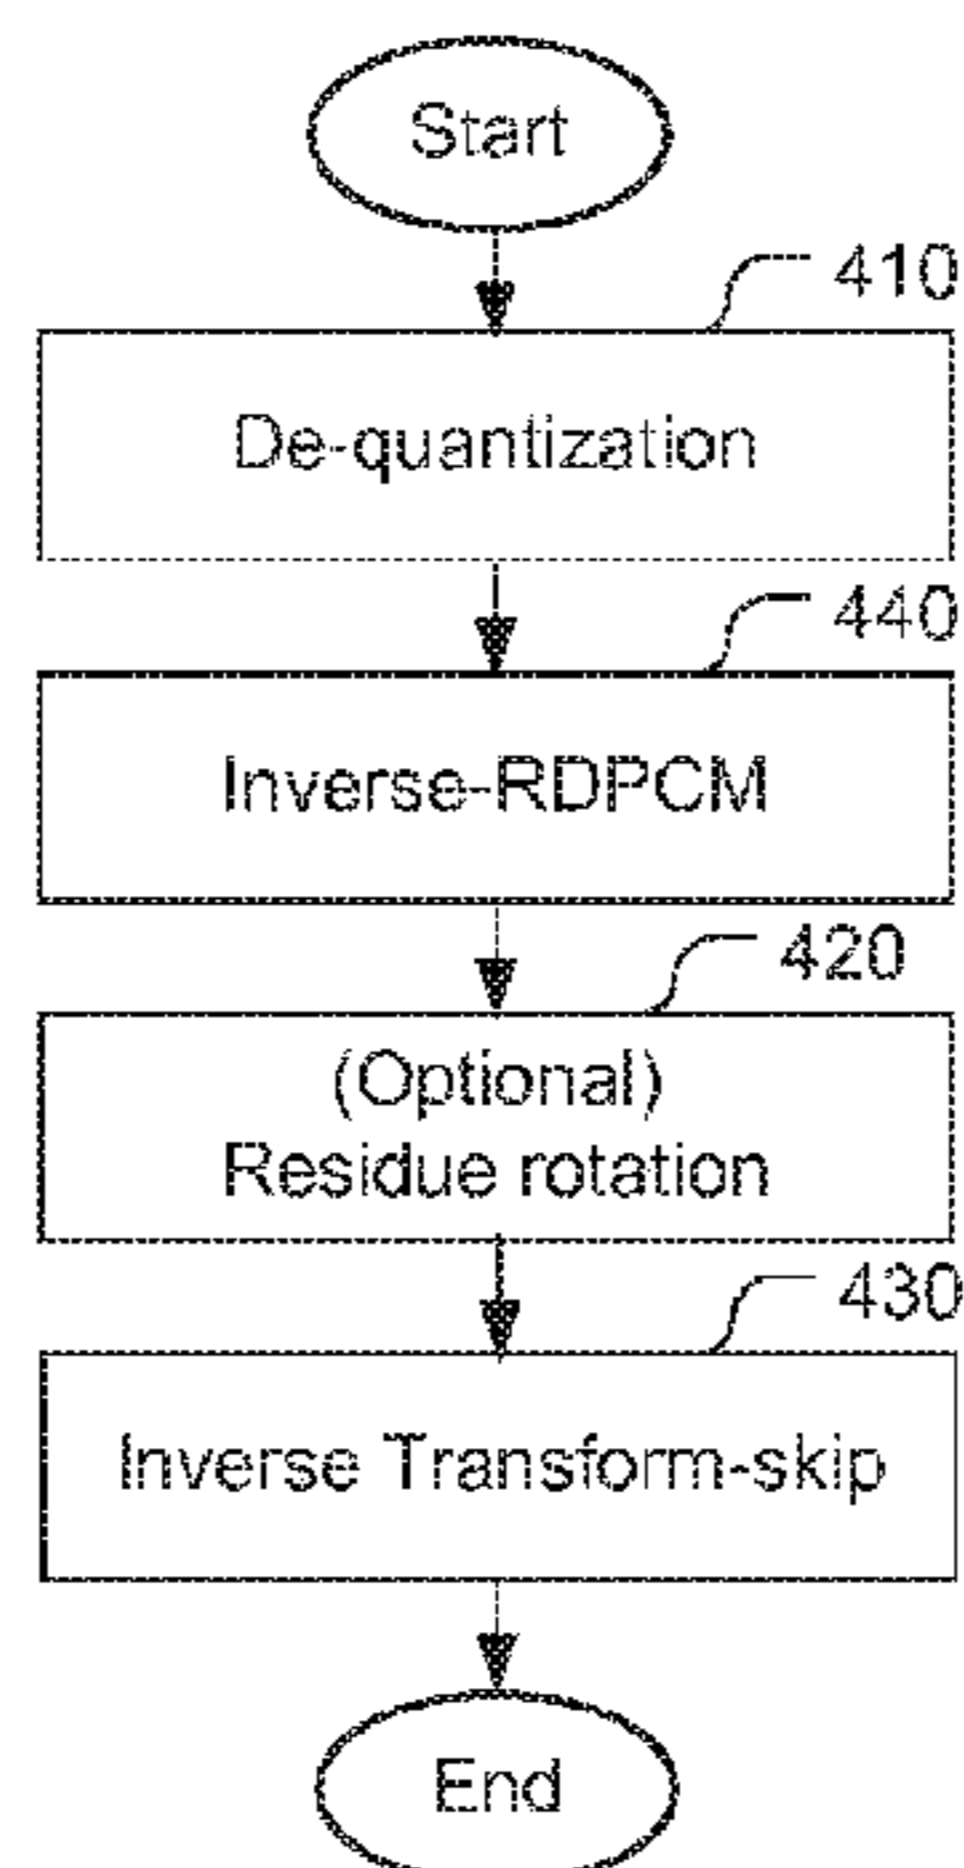 Start
410
De-quantization
440
Inverse-RDPCM
420
(Optional)
Residue rotation
430
Inverse Transform-skip
End